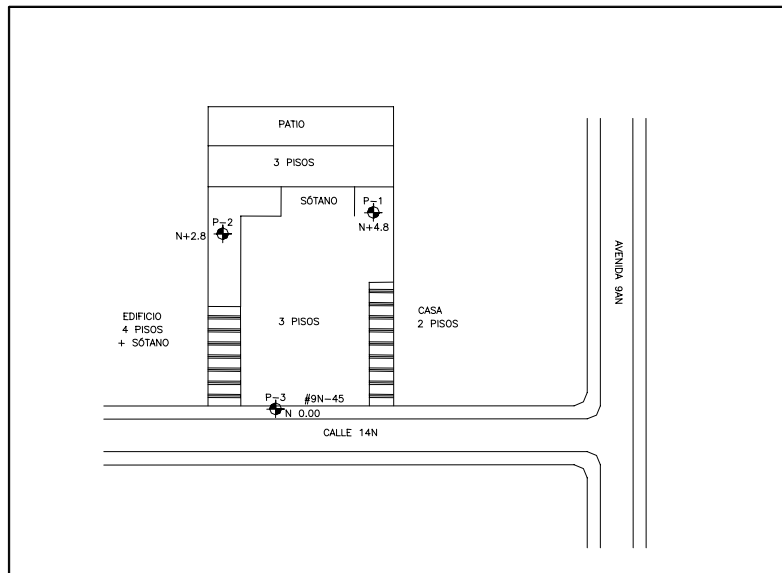 PATIO
3 PISOS
SÓTANO
P-1
P-2
N+4.8
N+2.8
AVENIDA 9AN
EDIFICIO
4 PISOS
+ SÓTANO
3 PISOS
CASA
2 PISOS
P-3
#9N-45
N 0.00
CALLE 14N